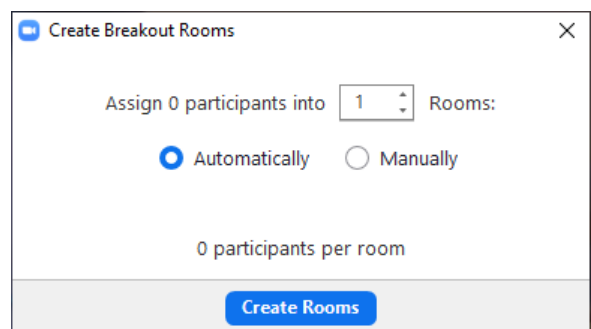 Create Breakout Rooms
Assign 0 participants into 1 Rooms:
Automatically Manually
0 participants per room
Create Rooms